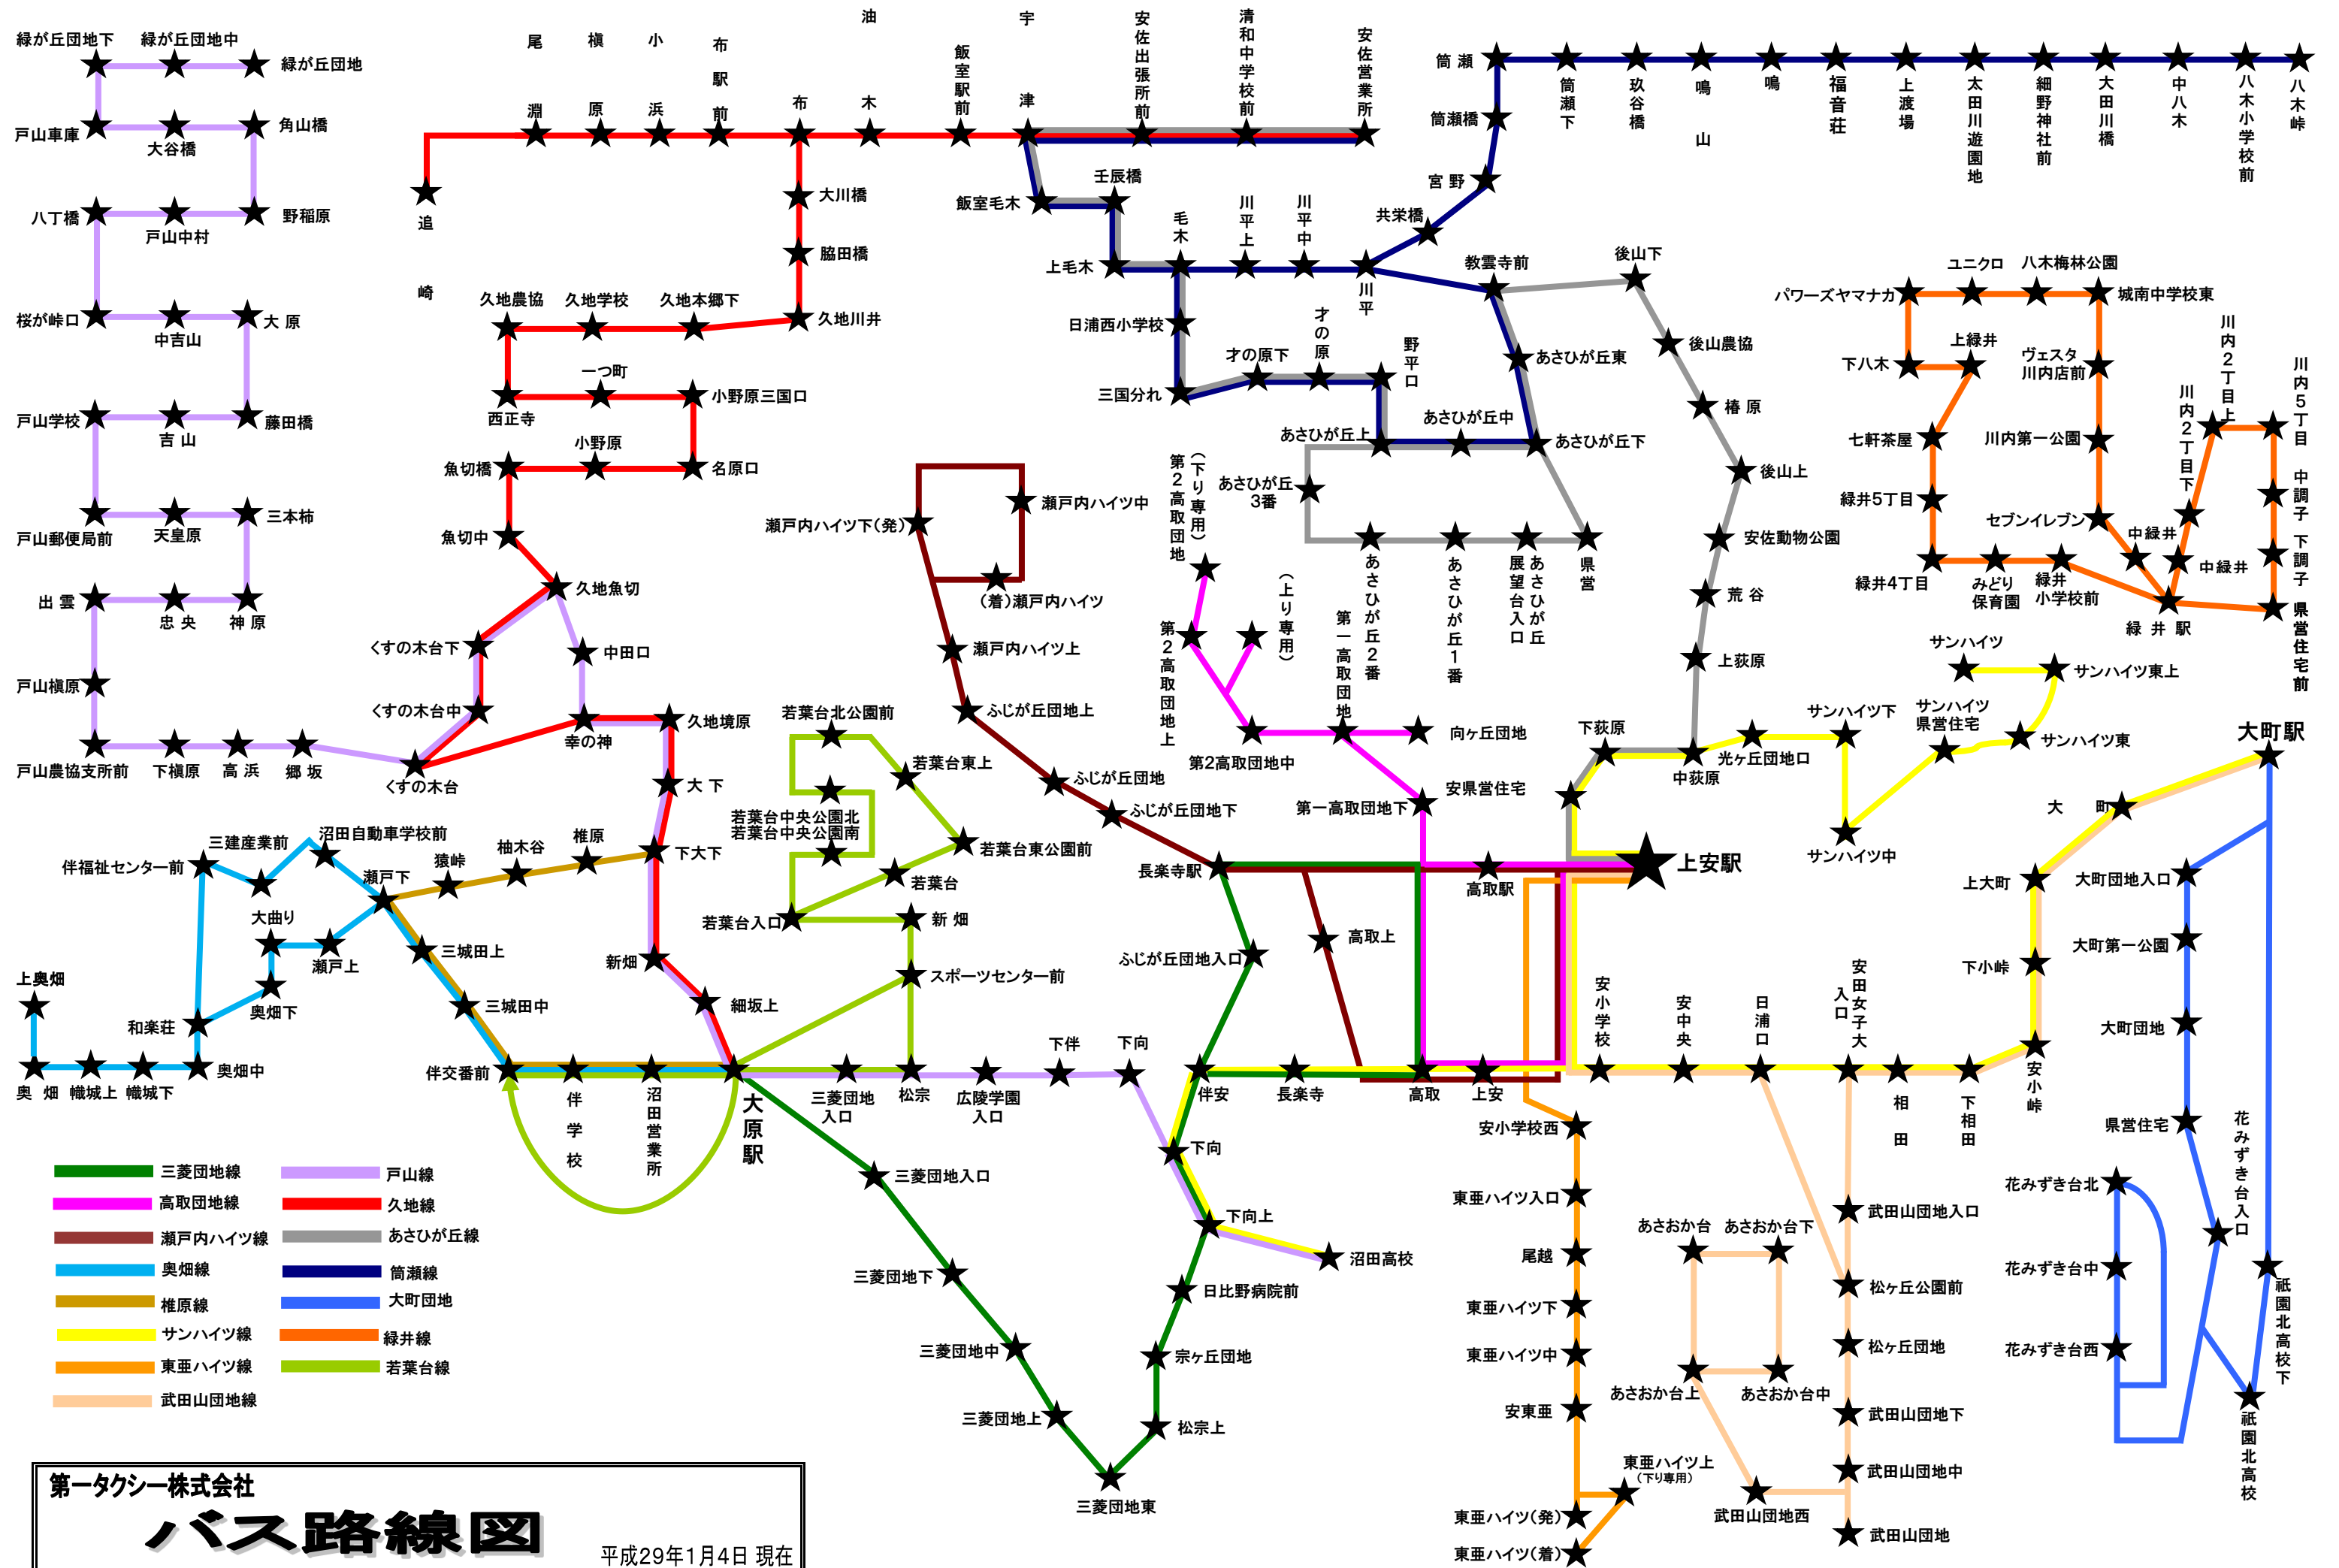 緑が丘団地下
緑が丘団地中
緑が丘団地
戸山車庫
大谷橋
角山橋
八丁橋
戸山中村
野稲原
桜が峠口
中吉山
大原
戸山学校
吉山
藤田橋
戸山郵便局前
天皇原
三本柿
出雲
忠央
神原
戸山槇原
戸山農協支所前
下槇原
高浜
郷坂
くすの木台
追崎
尾淵
槇原
小浜
布駅前
布
油木
飯室駅前
宇津
安佐出張所前
清和中学校前
安佐営業所
大川橋
脇田橋
久地川井
久地本郷下
久地学校
久地農協
西正寺
一つ町
小野原三国口
名原口
小野原
魚切橋
魚切中
久地魚切
くすの木台下
くすの木台中
中田口
幸の神
久地境原
大下
下大下
新畑
細坂上
飯室毛木
壬辰橋
上毛木
毛木
川平上
川平中
川平
共栄橋
宮野
筒瀬橋
筒瀬
筒瀬下
玖谷橋
鳴山
鳴
福音荘
上渡場
太田川遊園地
細野神社前
大田川橋
中八木
八木小学校前
八木峠
日浦西小学校
三国分れ
才の原下
才の原
野平口
教雲寺前
あさひが丘東
あさひが丘上
あさひが丘中
あさひが丘下
あさひが丘
3番
あさひが丘2番
あさひが丘1番
あさひが丘
展望台入口
県営
後山下
後山農協
椿原
後山上
安佐動物公園
荒谷
上荻原
中荻原
下荻原
安県営住宅
パワーズヤマナカ
ユニクロ
八木梅林公園
城南中学校東
下八木
上緑井
ヴェスタ
川内店前
七軒茶屋
川内第一公園
緑井5丁目
セブンイレブン
緑井4丁目
みどり
保育園
緑井
小学校前
中緑井
中緑井
緑井駅
川内2丁目下
川内2丁目上
川内5丁目
中調子
下調子
県営住宅前
瀬戸内ハイツ下(発)
瀬戸内ハイツ中
(着)瀬戸内ハイツ
瀬戸内ハイツ上
ふじが丘団地上
ふじが丘団地
ふじが丘団地下
長楽寺駅
第2高取団地
(下り専用)
第2高取団地上
(上り専用)
第2高取団地中
第一高取団地
向ヶ丘団地
第一高取団地下
高取駅
上安駅
高取上
ふじが丘団地入口
光ヶ丘団地口
サンハイツ下
サンハイツ中
サンハイツ
県営住宅
サンハイツ東
サンハイツ東上
サンハイツ
大町駅
大町
上大町
下小峠
安小峠
大町団地入口
大町第一公園
大町団地
県営住宅
花みずき台入口
花みずき台北
花みずき台中
花みずき台西
祇園北高校下
祇園北高校
若葉台北公園前
若葉台東上
若葉台中央公園北
若葉台中央公園南
若葉台東公園前
若葉台
若葉台入口
新畑
スポーツセンター前
三建産業前
沼田自動車学校前
伴福祉センター前
猿峠
柚木谷
椎原
瀬戸下
大曲り
瀬戸上
奥畑下
和楽荘
上奥畑
奥畑
幟城上
幟城下
奥畑中
三城田上
三城田中
伴交番前
伴学校
沼田営業所
大原駅
三菱団地
入口
松宗
広陵学園
入口
下伴
下向
伴安
長楽寺
高取
上安
安小学校
安中央
日浦口
安田女子大
入口
相田
下相田
下向
下向上
沼田高校
日比野病院前
宗ヶ丘団地
松宗上
三菱団地東
三菱団地上
三菱団地中
三菱団地下
三菱団地入口
安小学校西
東亜ハイツ入口
尾越
東亜ハイツ下
東亜ハイツ中
安東亜
東亜ハイツ上
(下り専用)
東亜ハイツ(発)
東亜ハイツ(着)
あさおか台
あさおか台下
あさおか台上
あさおか台中
武田山団地西
武田山団地入口
松ヶ丘公園前
松ヶ丘団地
武田山団地下
武田山団地中
武田山団地
三菱団地線
戸山線
高取団地線
久地線
瀬戸内ハイツ線
あさひが丘線
奥畑線
筒瀬線
椎原線
大町団地
サンハイツ線
緑井線
東亜ハイツ線
若葉台線
武田山団地線
第一タクシー株式会社
バス路線図
平成29年1月4日 現在